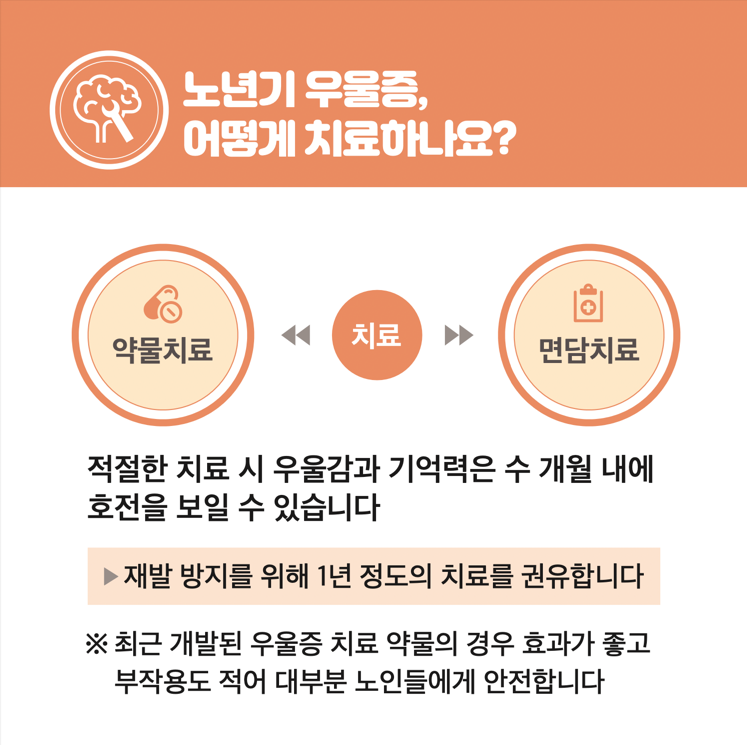 노년기 우울증,
어떻게 치료하나요?
약물치료
치료
면담치료
적절한 치료 시 우울감과 기억력은 수 개월 내에
호전을 보일 수 있습니다
▶재발 방지를 위해 1년 정도의 치료를 권유합니다
※ 최근 개발된 우울증 치료 약물의 경우 효과가 좋고
부작용도 적어 대부분 노인들에게 안전합니다